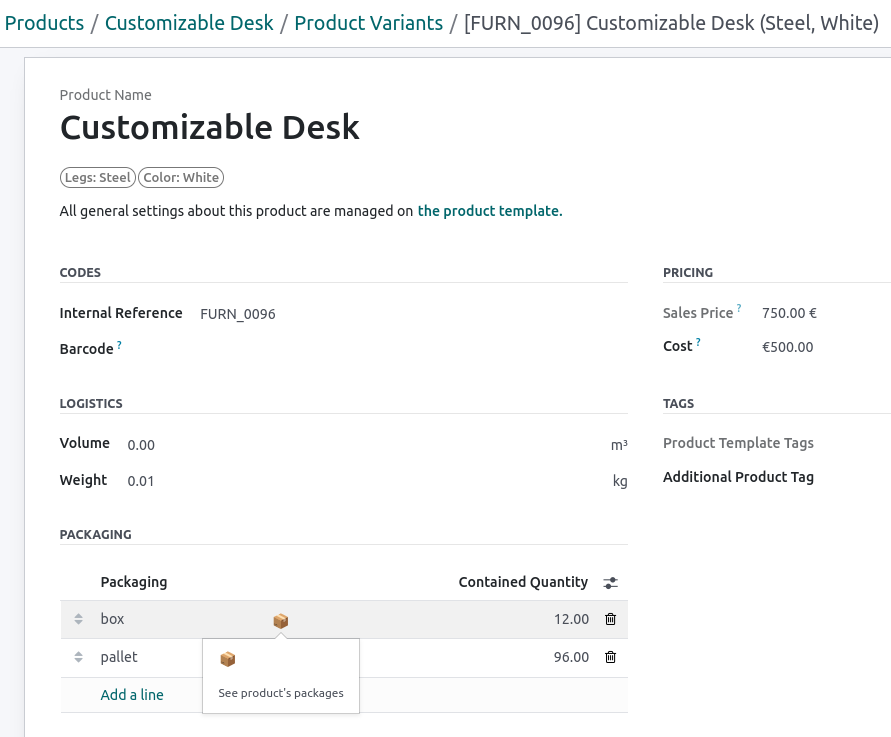 Products / Customizable Desk / Product Variants / [FURN_0096] Customizable Desk (Steel, White)
Product Name
Customizable Desk
Legs: Steel Color: White
All general settings about this product are managed on the product template.
CODES
Internal Reference FURN_0096
Barcode ?
PRICING
Sales Price ? 750.00 €
Cost ? €500.00
LOGISTICS
Volume 0.00 m³
Weight 0.01 kg
TAGS
Product Template Tags
Additional Product Tag
PACKAGING
Packaging Contained Quantity
box 12.00
pallet 96.00
Add a line
See product's packages